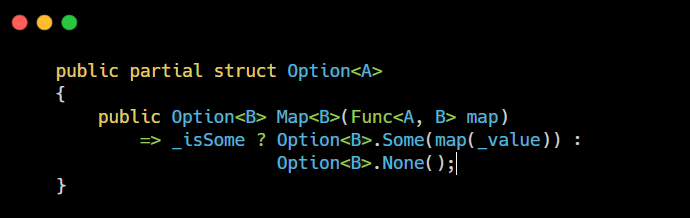 public partial struct Option<A>
{
    public Option<B> Map<B>(Func<A, B> map)
        => _isSome ? Option<B>.Some(map(_value)) :
                     Option<B>.None();
}